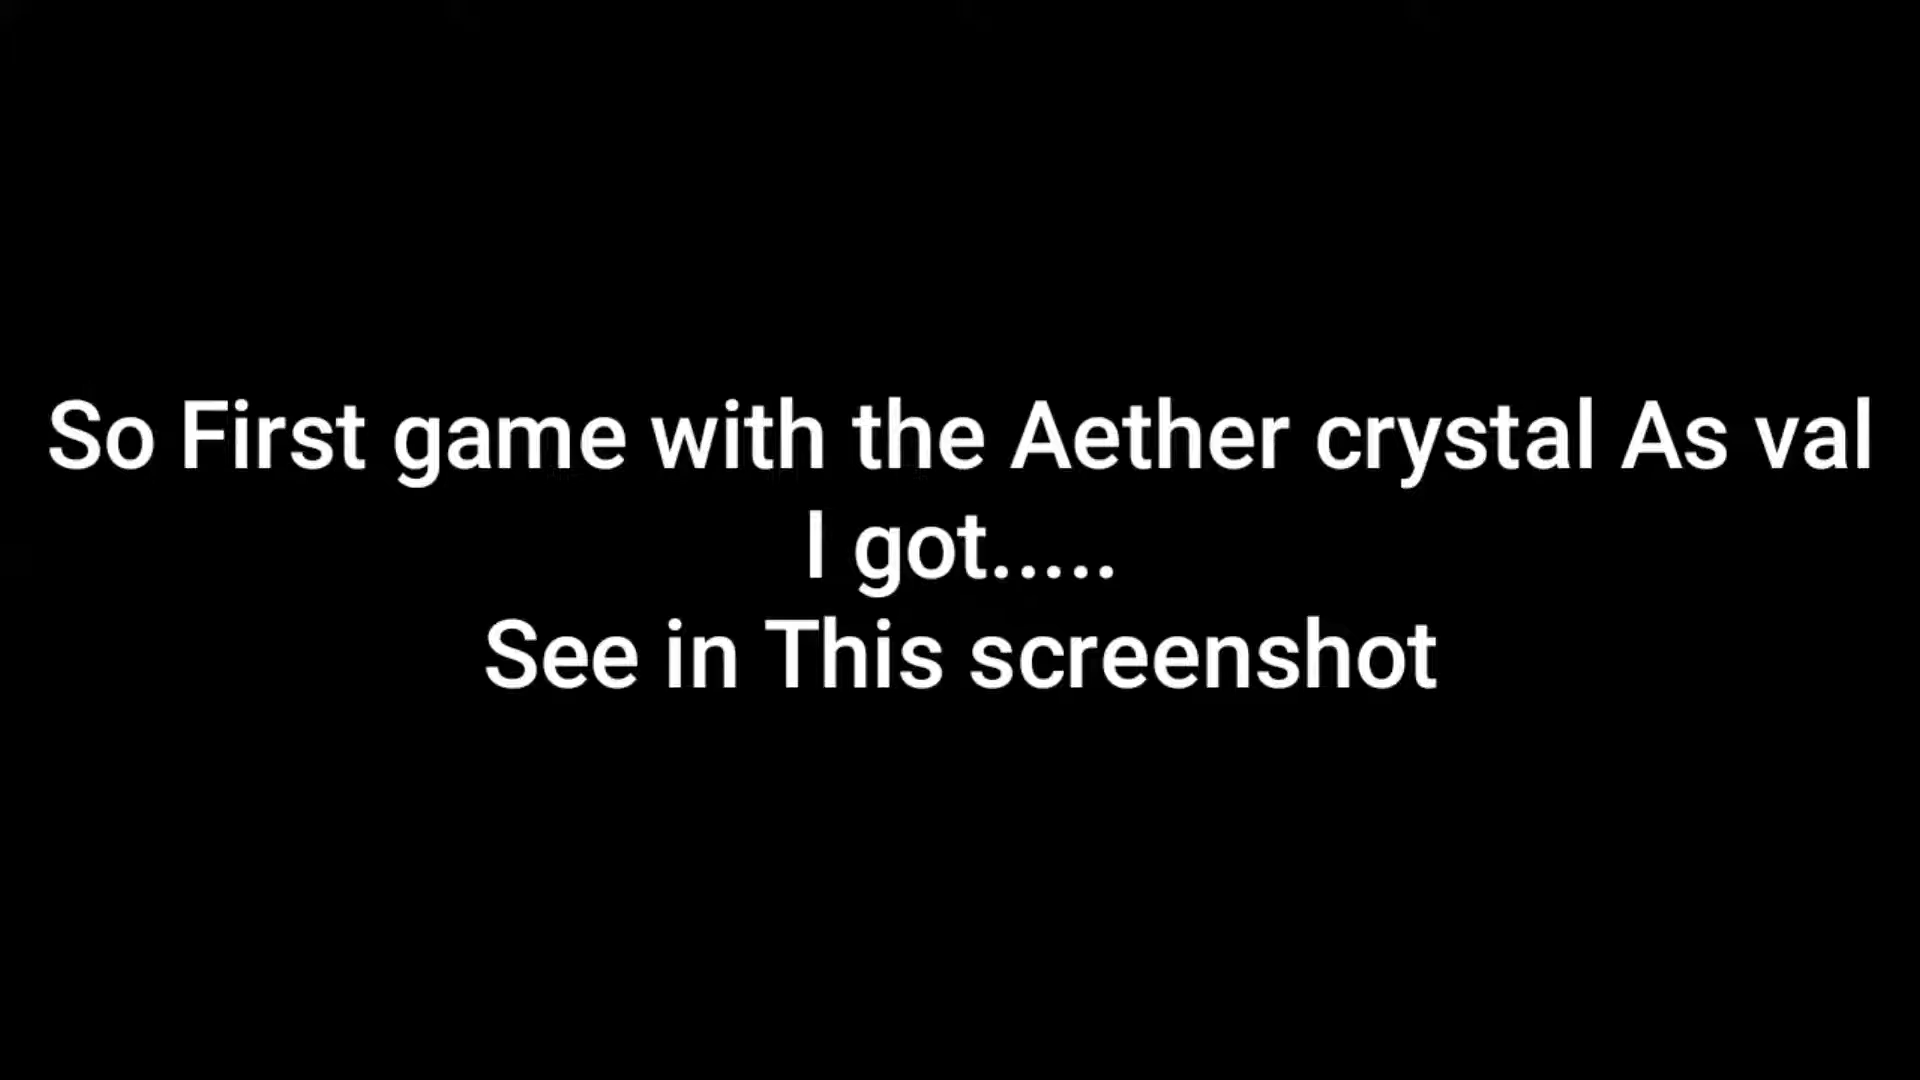 So First game with the Aether crystal As val
I got.....
See in This screenshot